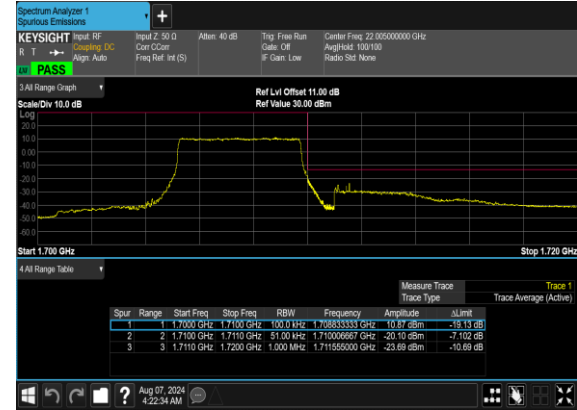 Spectrum Analyzer 1
Spurious Emissions
+
KEYSIGHT Input: RF Input Z: 50 Ω Atten: 40 dB Trig: Free Run Center Freq: 22.005000000 GHz
R T Coupling: DC Corr CCorr Gate: Off Avg|Hold: 100/100
Align: Auto Freq Ref: Int (S) IF Gain: Low Radio Std: None
PASS
3 All Range Graph
Ref Lvl Offset 11.00 dB
Scale/Div 10.0 dB Ref Value 30.00 dBm
Log
20.0
10.0
0.00
-10.0
-20.0
-30.0
-40.0
-50.0
-60.0
Start 1.700 GHz Stop 1.720 GHz
4 All Range Table
Measure Trace Trace 1
Trace Type Trace Average (Active)
Spur Range Start Freq Stop Freq RBW Frequency Amplitude ΔLimit
1 1 1.7000 GHz 1.7100 GHz 100.0 kHz 1.708833333 GHz 10.87 dBm -19.13 dB
2 2 1.7100 GHz 1.7110 GHz 51.00 kHz 1.710006667 GHz -20.10 dBm -7.102 dB
3 3 1.7110 GHz 1.7200 GHz 1.000 MHz 1.711555000 GHz -23.69 dBm -10.69 dB
?
Aug 07, 2024
4:22:34 AM